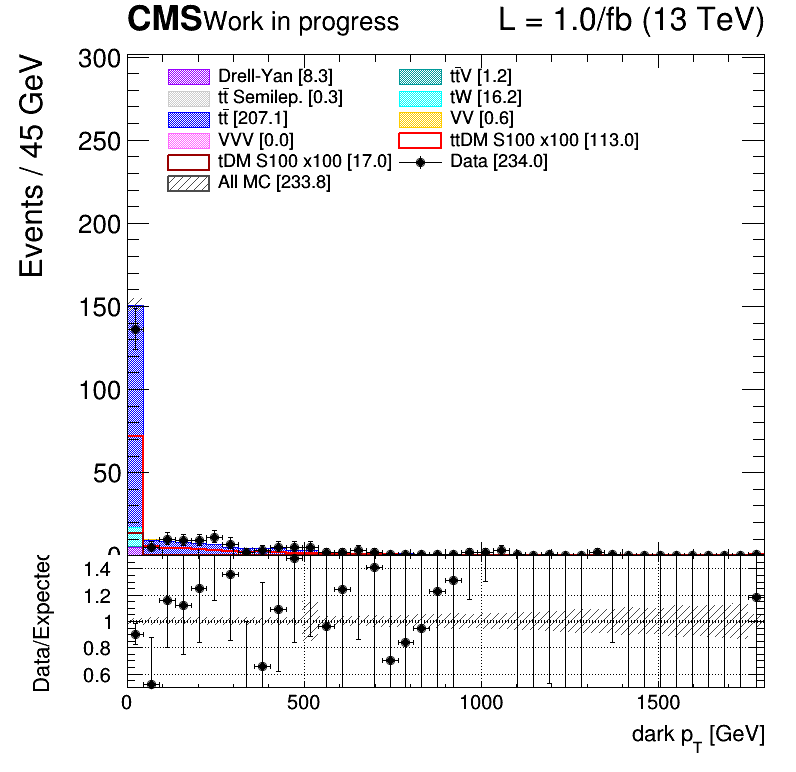 CMS Work in progress L = 1.0/fb (13 TeV)
Events / 45 GeV
300
250
200
150
100
50
0
Drell-Yan [8.3]
tt̄V [1.2]
tt̄ Semilep. [0.3]
tW [16.2]
tt̄ [207.1]
VV [0.6]
VVV [0.0]
ttDM S100 x100 [113.0]
tDM S100 x100 [17.0]
Data [234.0]
All MC [233.8]
Data/Expected
1.4
1.2
1
0.8
0.6
0 500 1000 1500
dark p_T [GeV]